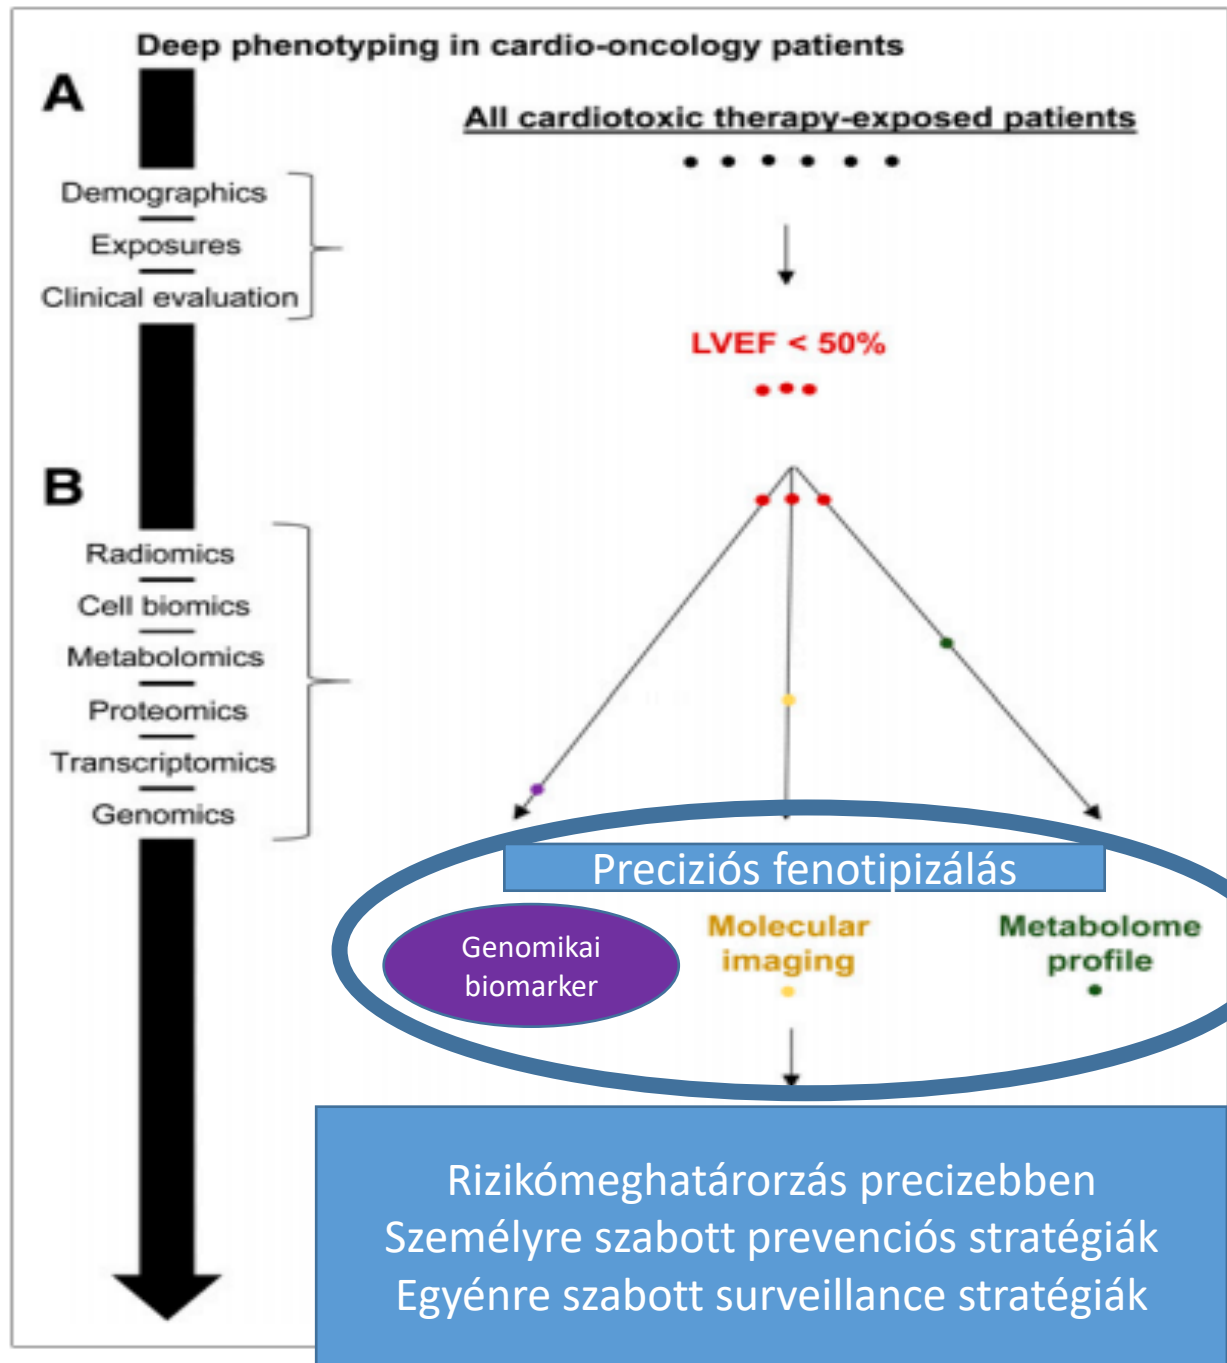 Deep phenotyping in cardio-oncology patients
A
All cardiotoxic therapy-exposed patients
Demographics
Exposures
Clinical evaluation
LVEF < 50%
B
Radiomics
Cell biomics
Metabolomics
Proteomics
Transcriptomics
Genomics
Preciziós fenotipizálás
Genomikai
biomarker
Molecular
imaging
Metabolome
profile
Rizikómeghatárorzás precizebben
Személyre szabott prevenciós stratégiák
Egyénre szabott surveillance stratégiák